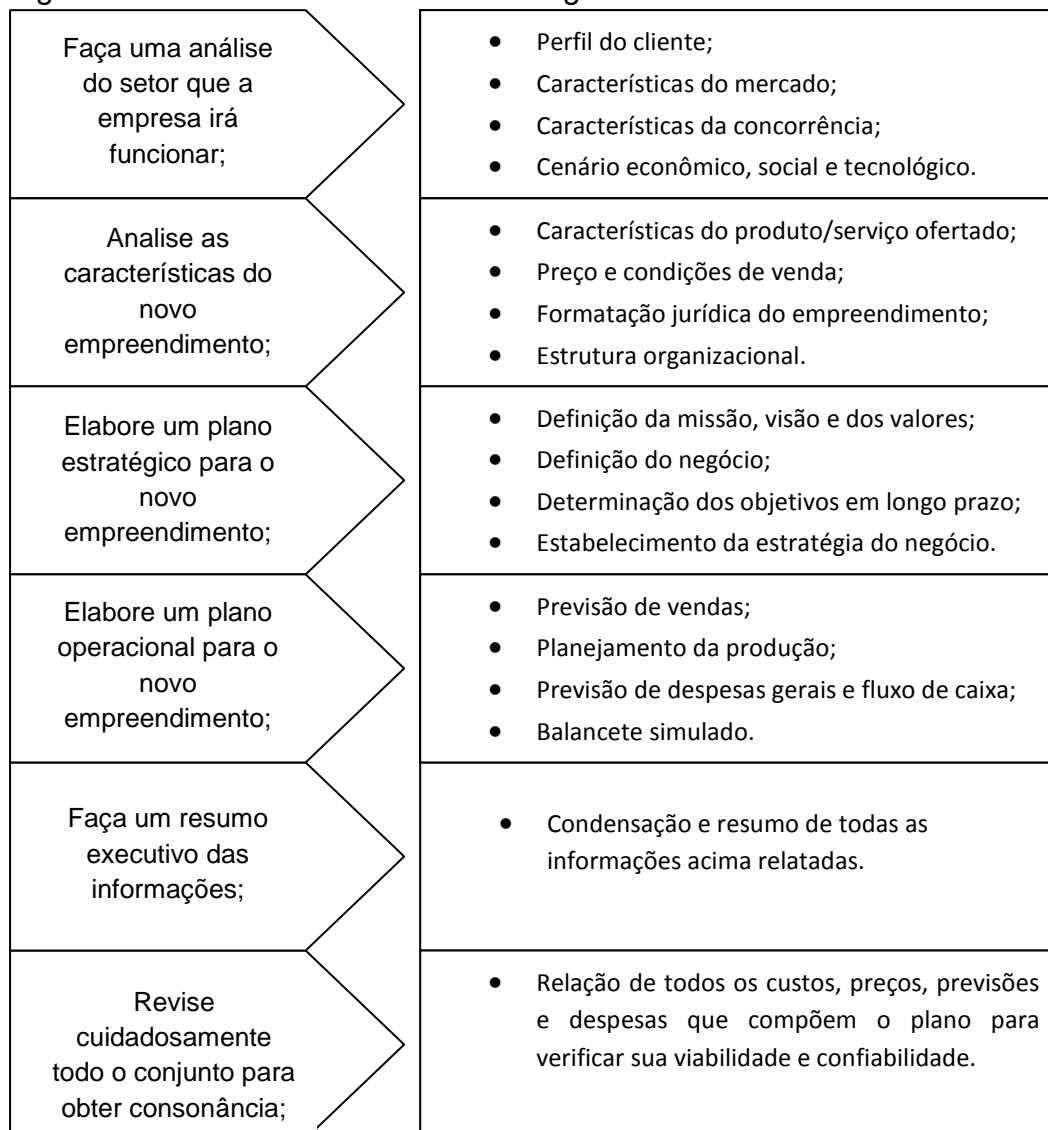 Faça uma análise
do setor que a
empresa irá
funcionar;
• Perfil do cliente;
• Características do mercado;
• Características da concorrência;
• Cenário econômico, social e tecnológico.
Analise as
características do
novo
empreendimento;
• Características do produto/serviço ofertado;
• Preço e condições de venda;
• Formatação jurídica do empreendimento;
• Estrutura organizacional.
Elabore um plano
estratégico para o
novo
empreendimento;
• Definição da missão, visão e dos valores;
• Definição do negócio;
• Determinação dos objetivos em longo prazo;
• Estabelecimento da estratégia do negócio.
Elabore um plano
operacional para o
novo
empreendimento;
• Previsão de vendas;
• Planejamento da produção;
• Previsão de despesas gerais e fluxo de caixa;
• Balancete simulado.
Faça um resumo
executivo das
informações;
• Condensação e resumo de todas as
informações acima relatadas.
Revise
cuidadosamente
todo o conjunto para
obter consonância;
• Relação de todos os custos, preços, previsões
e despesas que compõem o plano para
verificar sua viabilidade e confiabilidade.